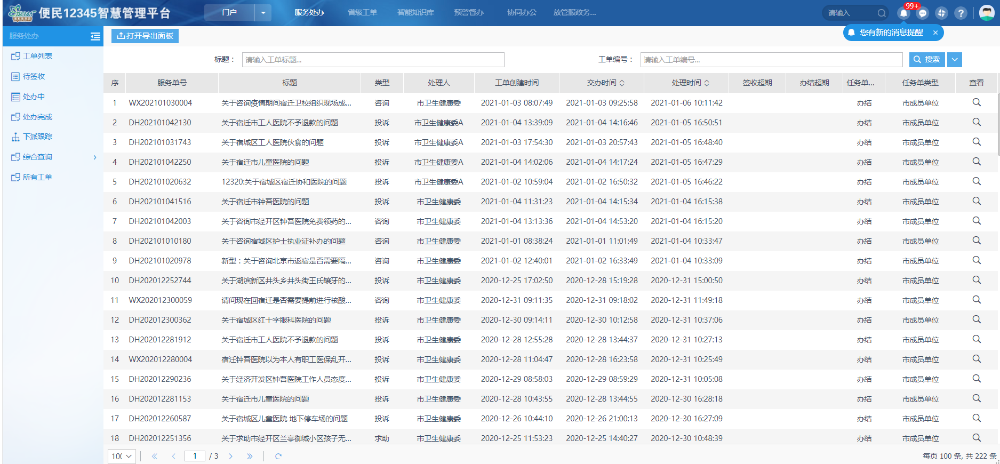 便民12345智慧管理平台 门户 服务处办 省级工单 智能知识库 预警督办 协同办公 放管服政务... 请输入 99+ ?
服务处办 您有新的消息提醒 ×
打开导出面板
标题： 请输入工单标题... 工单编号： 请输入工单编号... 搜索
工单列表
待签收
处办中
处办完成
下派跟踪
综合查询
所有工单
序 服务单号 标题 类型 处理人 工单创建时间 交办时间 处理时间 签收超期 办结超期 任务单... 任务单类型 查看
1 WX202101030004 关于咨询疫情期间宿迁卫校组织现场成... 咨询 市卫生健康委 2021-01-03 08:07:49 2021-01-03 09:25:58 2021-01-06 10:11:42 办结 市成员单位
2 DH202101042130 关于宿迁市工人医院不予退款的问题 投诉 市卫生健康委A 2021-01-04 13:39:09 2021-01-04 14:16:46 2021-01-05 16:50:51 办结 市成员单位
3 DH202101031743 关于宿城区工人医院伙食的问题 投诉 市卫生健康委A 2021-01-03 17:54:30 2021-01-03 20:57:43 2021-01-05 16:48:40 办结 市成员单位
4 DH202101042250 关于宿迁市儿童医院的问题 投诉 市卫生健康委A 2021-01-04 14:02:06 2021-01-04 14:17:24 2021-01-05 16:47:29 办结 市成员单位
5 DH202101020632 12320:关于宿城区宿迁协和医院的问题 投诉 市卫生健康委A 2021-01-02 10:59:04 2021-01-02 16:50:32 2021-01-05 16:46:22 办结 市成员单位
6 DH202101041516 关于宿迁市钟吾医院的问题 投诉 市卫生健康委 2021-01-04 11:31:23 2021-01-04 14:15:34 2021-01-04 16:15:38 办结 市成员单位
7 DH202101042003 关于咨询市经开区钟吾医院免费领药的... 咨询 市卫生健康委 2021-01-04 13:13:36 2021-01-04 14:53:20 2021-01-04 16:15:20 办结 市成员单位
8 DH202101010180 关于咨询宿城区护士执业证补办的问题 咨询 市卫生健康委 2021-01-01 08:38:24 2021-01-01 11:01:49 2021-01-04 10:33:47 办结 市成员单位
9 DH202101020978 新型：关于咨询北京市返宿是否需要隔... 咨询 市卫生健康委 2021-01-02 12:40:01 2021-01-02 16:33:49 2021-01-04 10:33:09 办结 市成员单位
10 DH202012252744 关于湖滨新区井头乡井头街王氏镶牙的... 投诉 市卫生健康委 2020-12-25 17:02:50 2020-12-28 15:19:28 2020-12-31 15:00:50 办结 市成员单位
11 WX202012300059 请问现在回宿迁是否需要提前进行核酸... 咨询 市卫生健康委 2020-12-31 09:11:35 2020-12-31 09:18:02 2020-12-31 11:49:18 办结 市成员单位
12 DH202012300362 关于宿城区红十字眼科医院的问题 投诉 市卫生健康委 2020-12-30 09:14:11 2020-12-30 10:12:58 2020-12-31 10:37:06 办结 市成员单位
13 DH202012281912 关于宿迁市工人医院不予退款的问题 投诉 市卫生健康委 2020-12-28 12:55:28 2020-12-28 13:44:37 2020-12-31 10:27:13 办结 市成员单位
14 WX202012280004 宿迁钟吾医院以为本人有职工医保乱开... 投诉 市卫生健康委 2020-12-28 11:04:47 2020-12-28 16:23:58 2020-12-31 10:25:49 办结 市成员单位
15 DH202012290236 关于经济开发区钟吾医院工作人员态度... 投诉 市卫生健康委 2020-12-29 08:58:03 2020-12-29 08:59:29 2020-12-31 10:05:08 办结 市成员单位
16 DH202012281153 关于宿迁市儿童医院的问题 投诉 市卫生健康委 2020-12-28 10:43:55 2020-12-28 13:44:55 2020-12-30 16:28:18 办结 市成员单位
17 DH202012260587 关于宿城区儿童医院 地下停车场的问题 投诉 市卫生健康委 2020-12-26 10:44:10 2020-12-26 21:00:13 2020-12-30 16:27:09 办结 市成员单位
18 DH202012251356 关于求助市经开区兰亭御城小区孩子无... 求助 市卫生健康委 2020-12-25 11:53:23 2020-12-25 14:40:27 2020-12-30 10:48:39 办结 市成员单位
100 1 / 3 每页 100 条, 共 222 条